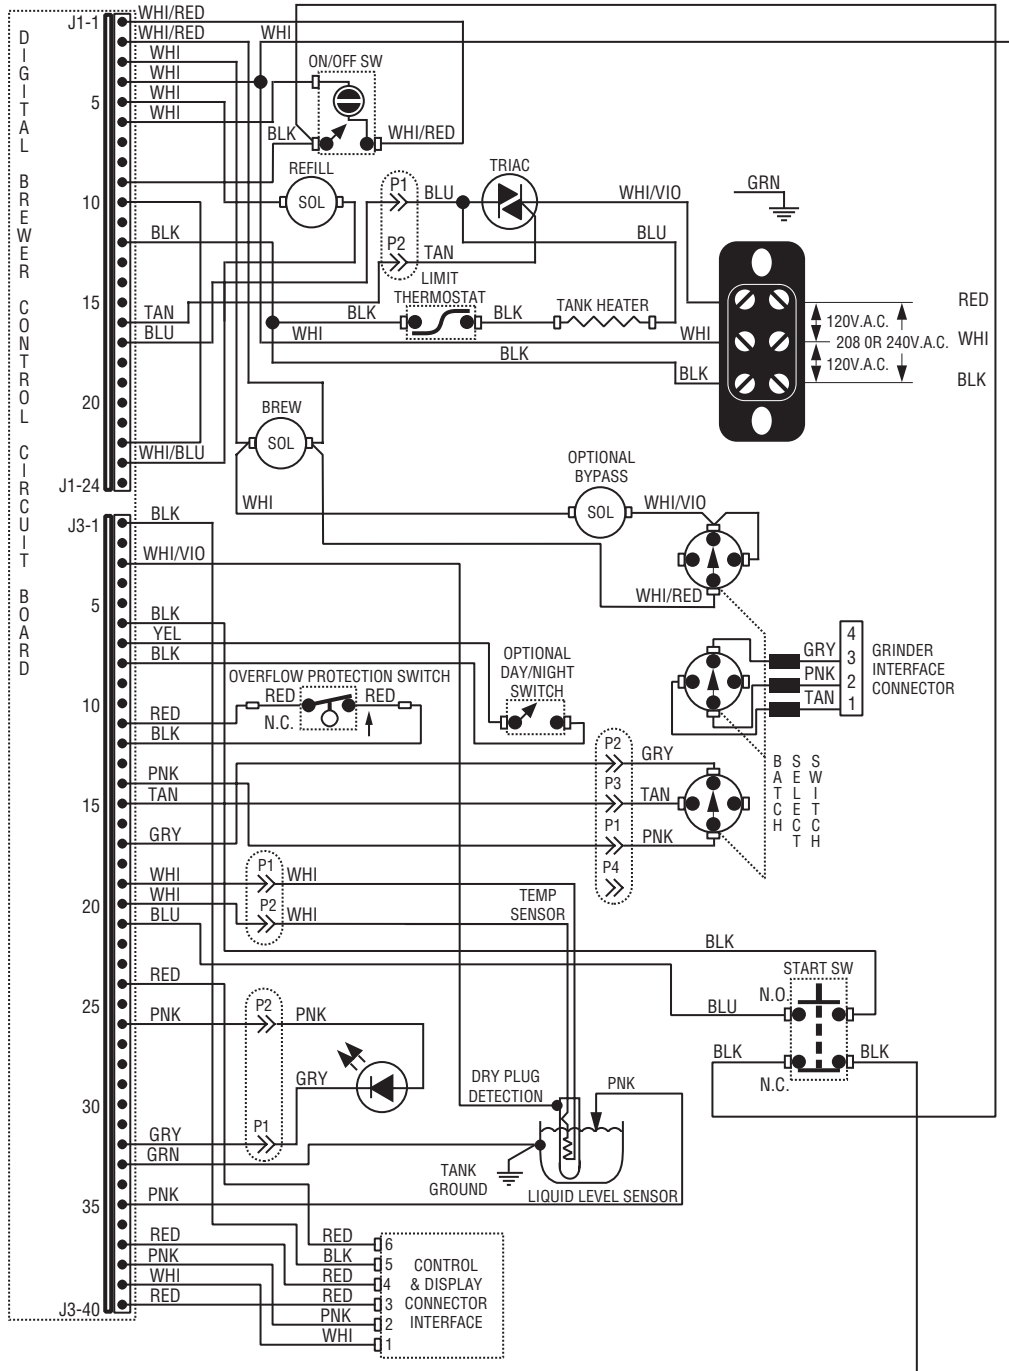 DIGITAL BREWER CONTROL CIRCUIT BOARD
J1-1
5
10
15
20
J1-24
WHI/RED
WHI/RED
WHI
WHI
WHI
WHI
WHI
ON/OFF SW
BLK
WHI/RED
REFILL
SOL
P1
BLU
TRIAC
WHI/VIO
GRN
BLK
P2
TAN
BLU
LIMIT
THERMOSTAT
TANK HEATER
TAN
BLU
BLK
BLK
WHI
WHI
BLK
BLK
RED
120V.A.C.
208 0R 240V.A.C.
WHI
120V.A.C.
BLK
BREW
SOL
WHI/BLU
WHI
OPTIONAL
BYPASS
SOL
WHI/VIO
WHI/RED
J3-1
5
10
15
20
25
30
35
J3-40
BLK
WHI/VIO
BLK
YEL
BLK
OVERFLOW PROTECTION SWITCH
RED
RED
N.C.
RED
BLK
OPTIONAL
DAY/NIGHT
SWITCH
GRY
PNK
TAN
4
3
2
1
GRINDER
INTERFACE
CONNECTOR
BATCH
SELECT
SWITCH
PNK
TAN
GRY
P2
GRY
P3
TAN
P1
PNK
P4
WHI
WHI
BLU
P1
WHI
P2
WHI
TEMP
SENSOR
BLK
START SW
N.O.
BLU
BLK
BLK
N.C.
RED
PNK
P2
PNK
GRY
P1
GRY
GRN
DRY PLUG
DETECTION
PNK
TANK
GROUND
LIQUID LEVEL SENSOR
PNK
RED
PNK
WHI
RED
RED
BLK
RED
RED
PNK
WHI
6
5
4
3
2
1
CONTROL
& DISPLAY
CONNECTOR
INTERFACE